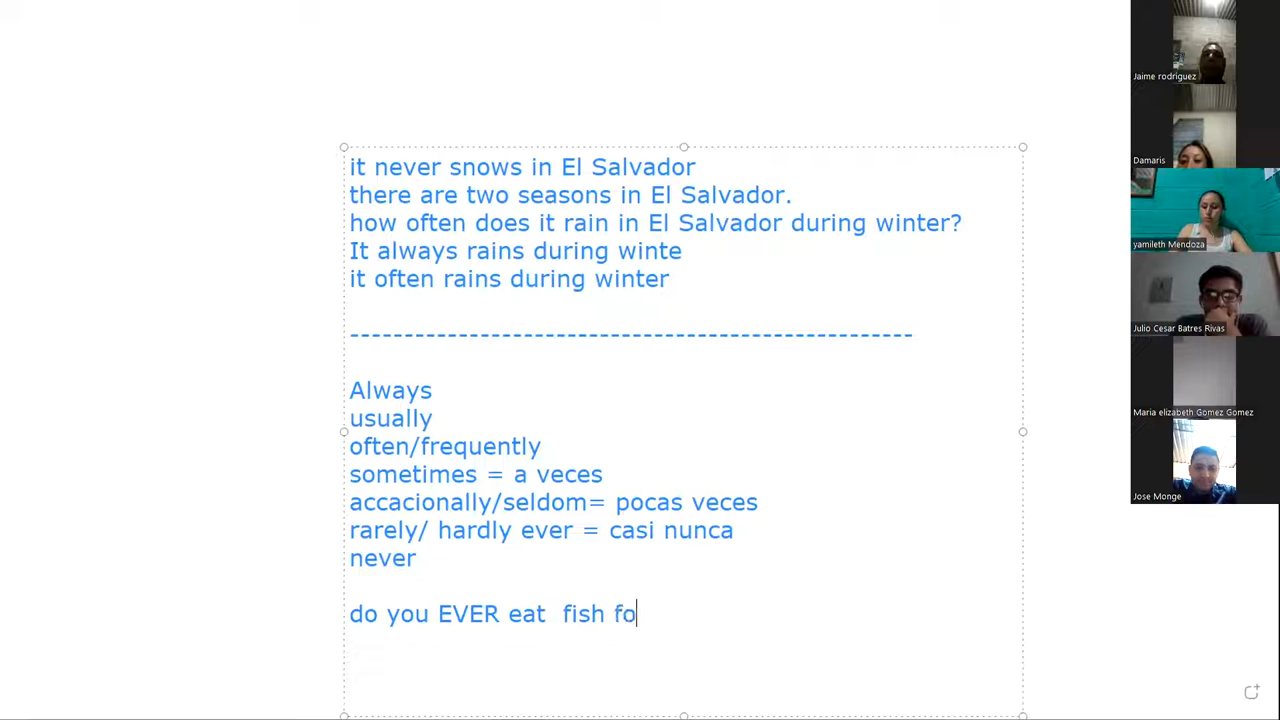 it never snows in El Salvador
there are two seasons in El Salvador.
how often does it rain in El Salvador during winter?
It always rains during winte
it often rains during winter
----------------------------------------------------
Always
usually
often/frequently
sometimes = a veces
accacionally/seldom= pocas veces
rarely/ hardly ever = casi nunca
never
do you EVER eat  fish fo
Jaime rodriguez
Damaris
yamileth Mendoza
Julio Cesar Batres Rivas
Maria elizabeth Gomez Gomez
Jose Monge